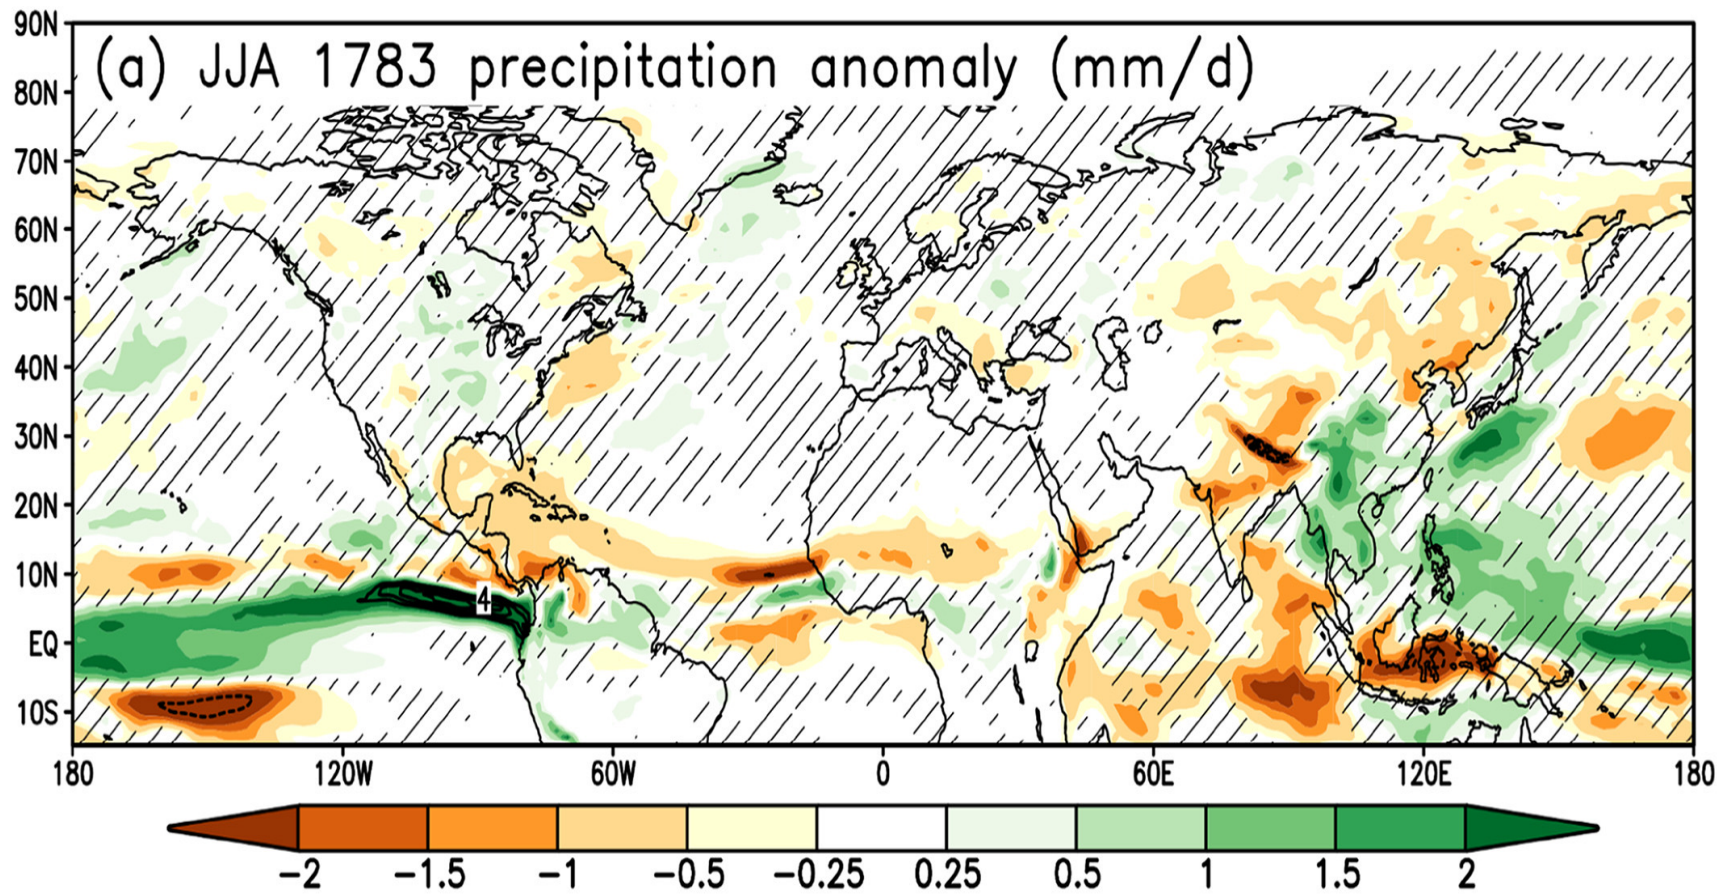 (a) JJA 1783 precipitation anomaly (mm/d)
90N
80N
70N
60N
50N
40N
30N
20N
10N
EQ
10S
4
180 120W 60W 0 60E 120E 180
−2 −1.5 −1 −0.5 −0.25 0.25 0.5 1 1.5 2